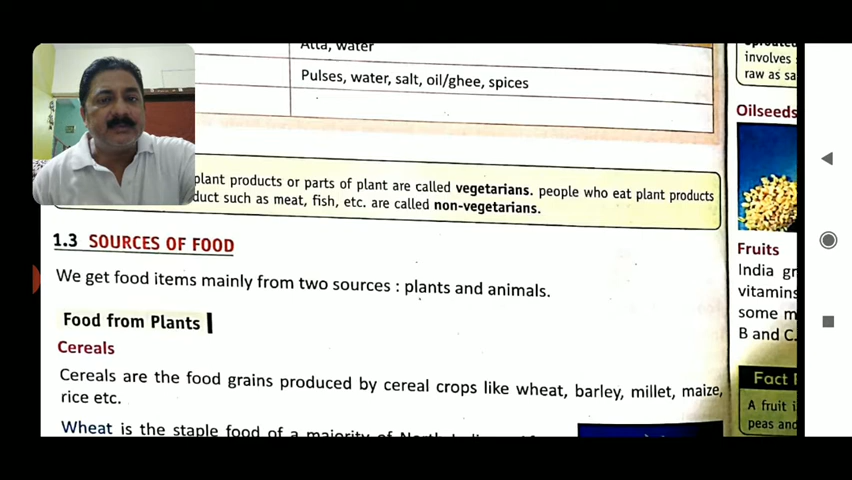 Atta, water
Pulses, water, salt, oil/ghee, spices
plant products or parts of plant are called vegetarians. people who eat plant products
duct such as meat, fish, etc. are called non-vegetarians.
1.3 SOURCES OF FOOD
We get food items mainly from two sources : plants and animals.
Food from Plants
Cereals
Cereals are the food grains produced by cereal crops like wheat, barley, millet, maize,
rice etc.
Wheat is the staple food of a majority of North
involves
raw as sa
Oilseeds
Fruits
India gr
vitamins
some m
B and C.
Fact
A fruit i
peas and